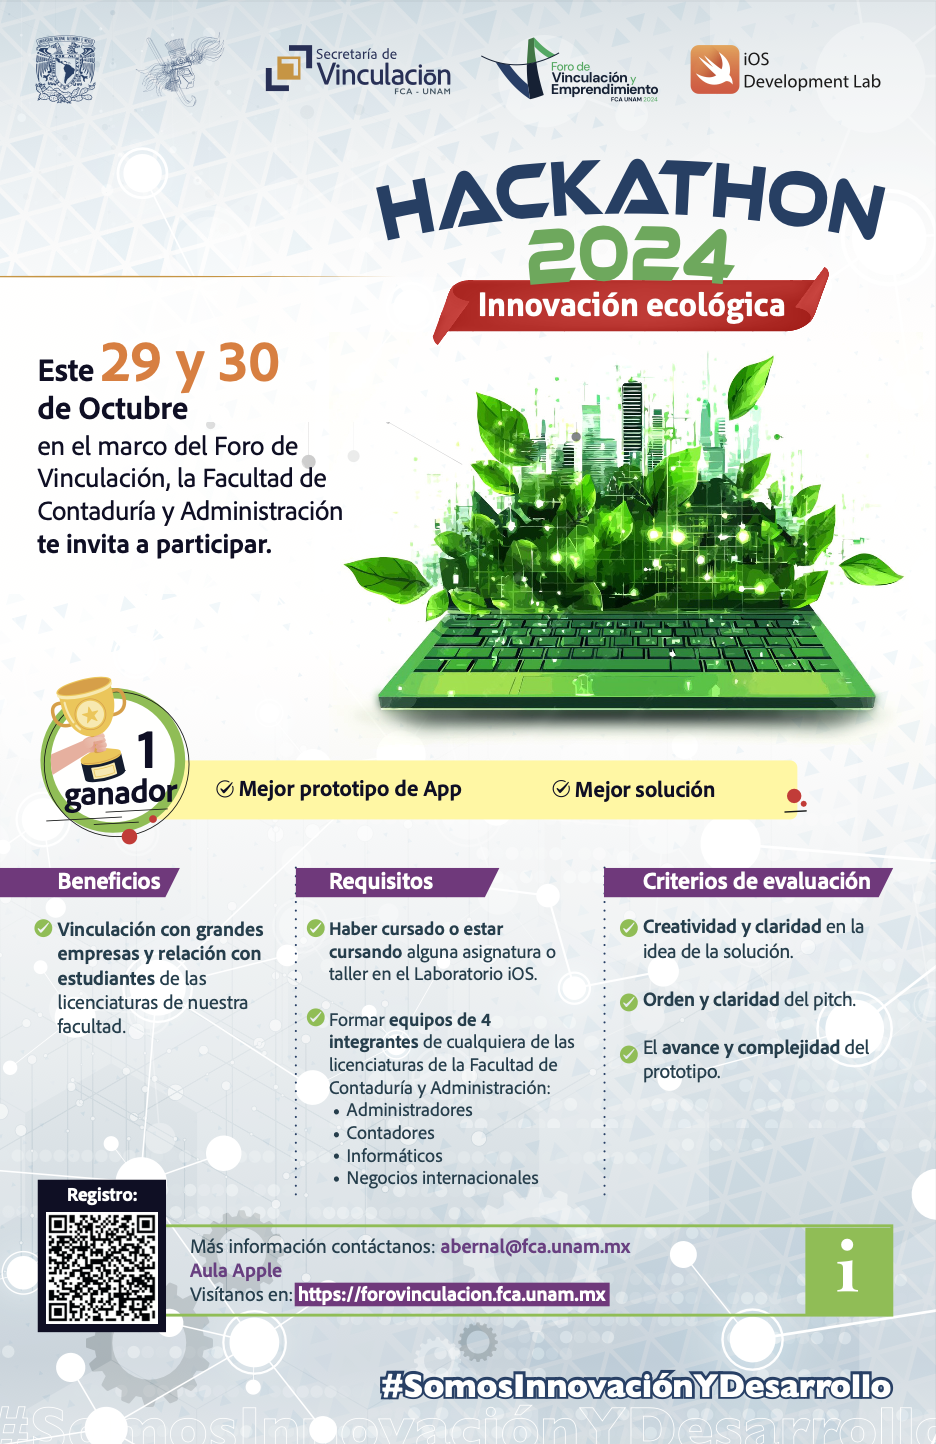 Secretaría de
Vinculación
FCA - UNAM
Foro de
Vinculación y
Emprendimiento
FCA UNAM 2024
iOS
Development Lab
HACKATHON
2024
Innovación ecológica
Este 29 y 30
de Octubre
en el marco del Foro de
Vinculación, la Facultad de
Contaduría y Administración
te invita a participar.
1
ganador
Mejor prototipo de App
Mejor solución
Beneficios
Vinculación con grandes
empresas y relación con
estudiantes de las
licenciaturas de nuestra
facultad.
Requisitos
Haber cursado o estar
cursando alguna asignatura o
taller en el Laboratorio iOS.
Formar equipos de 4
integrantes de cualquiera de las
licenciaturas de la Facultad de
Contaduría y Administración:
• Administradores
• Contadores
• Informáticos
• Negocios internacionales
Criterios de evaluación
Creatividad y claridad en la
idea de la solución.
Orden y claridad del pitch.
El avance y complejidad del
prototipo.
Registro:
Más información contáctanos: abernal@fca.unam.mx
Aula Apple
Visítanos en: https://forovinculacion.fca.unam.mx
i
#SomosInnovaciónYDesarrollo
#SomosInnovaciónYDesarrollo